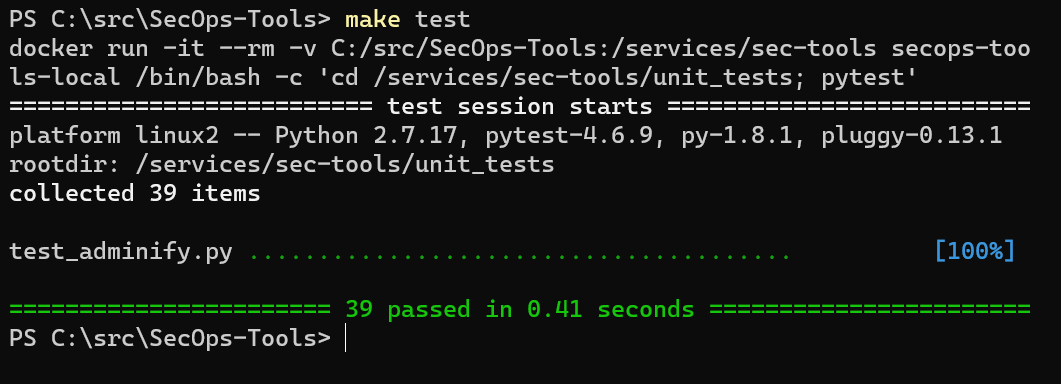 PS C:\src\SecOps-Tools> make test
docker run -it --rm -v C:/src/SecOps-Tools:/services/sec-tools secops-too
ls-local /bin/bash -c 'cd /services/sec-tools/unit_tests; pytest'
========================== test session starts ==========================
platform linux2 -- Python 2.7.17, pytest-4.6.9, py-1.8.1, pluggy-0.13.1
rootdir: /services/sec-tools/unit_tests
collected 39 items
test_adminify.py ....................................... [100%]
======================= 39 passed in 0.41 seconds =======================
PS C:\src\SecOps-Tools>